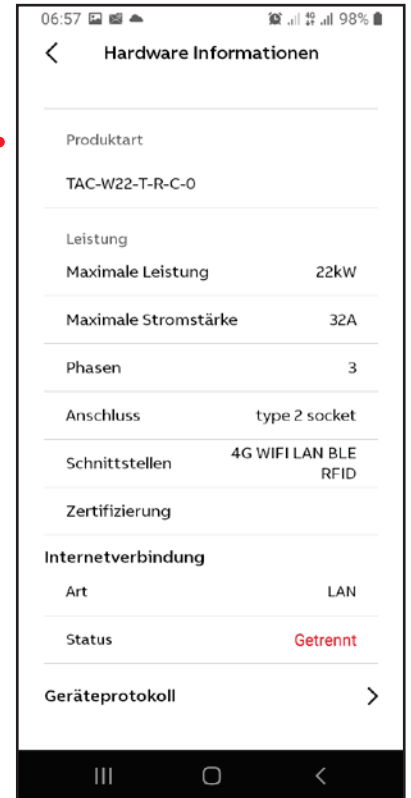 06:57 98%
Hardware Informationen
Produktart
TAC-W22-T-R-C-0
Leistung
Maximale Leistung 22kW
Maximale Stromstärke 32A
Phasen 3
Anschluss type 2 socket
Schnittstellen 4G WIFI LAN BLE
RFID
Zertifizierung
Internetverbindung
Art LAN
Status Getrennt
Geräteprotokoll